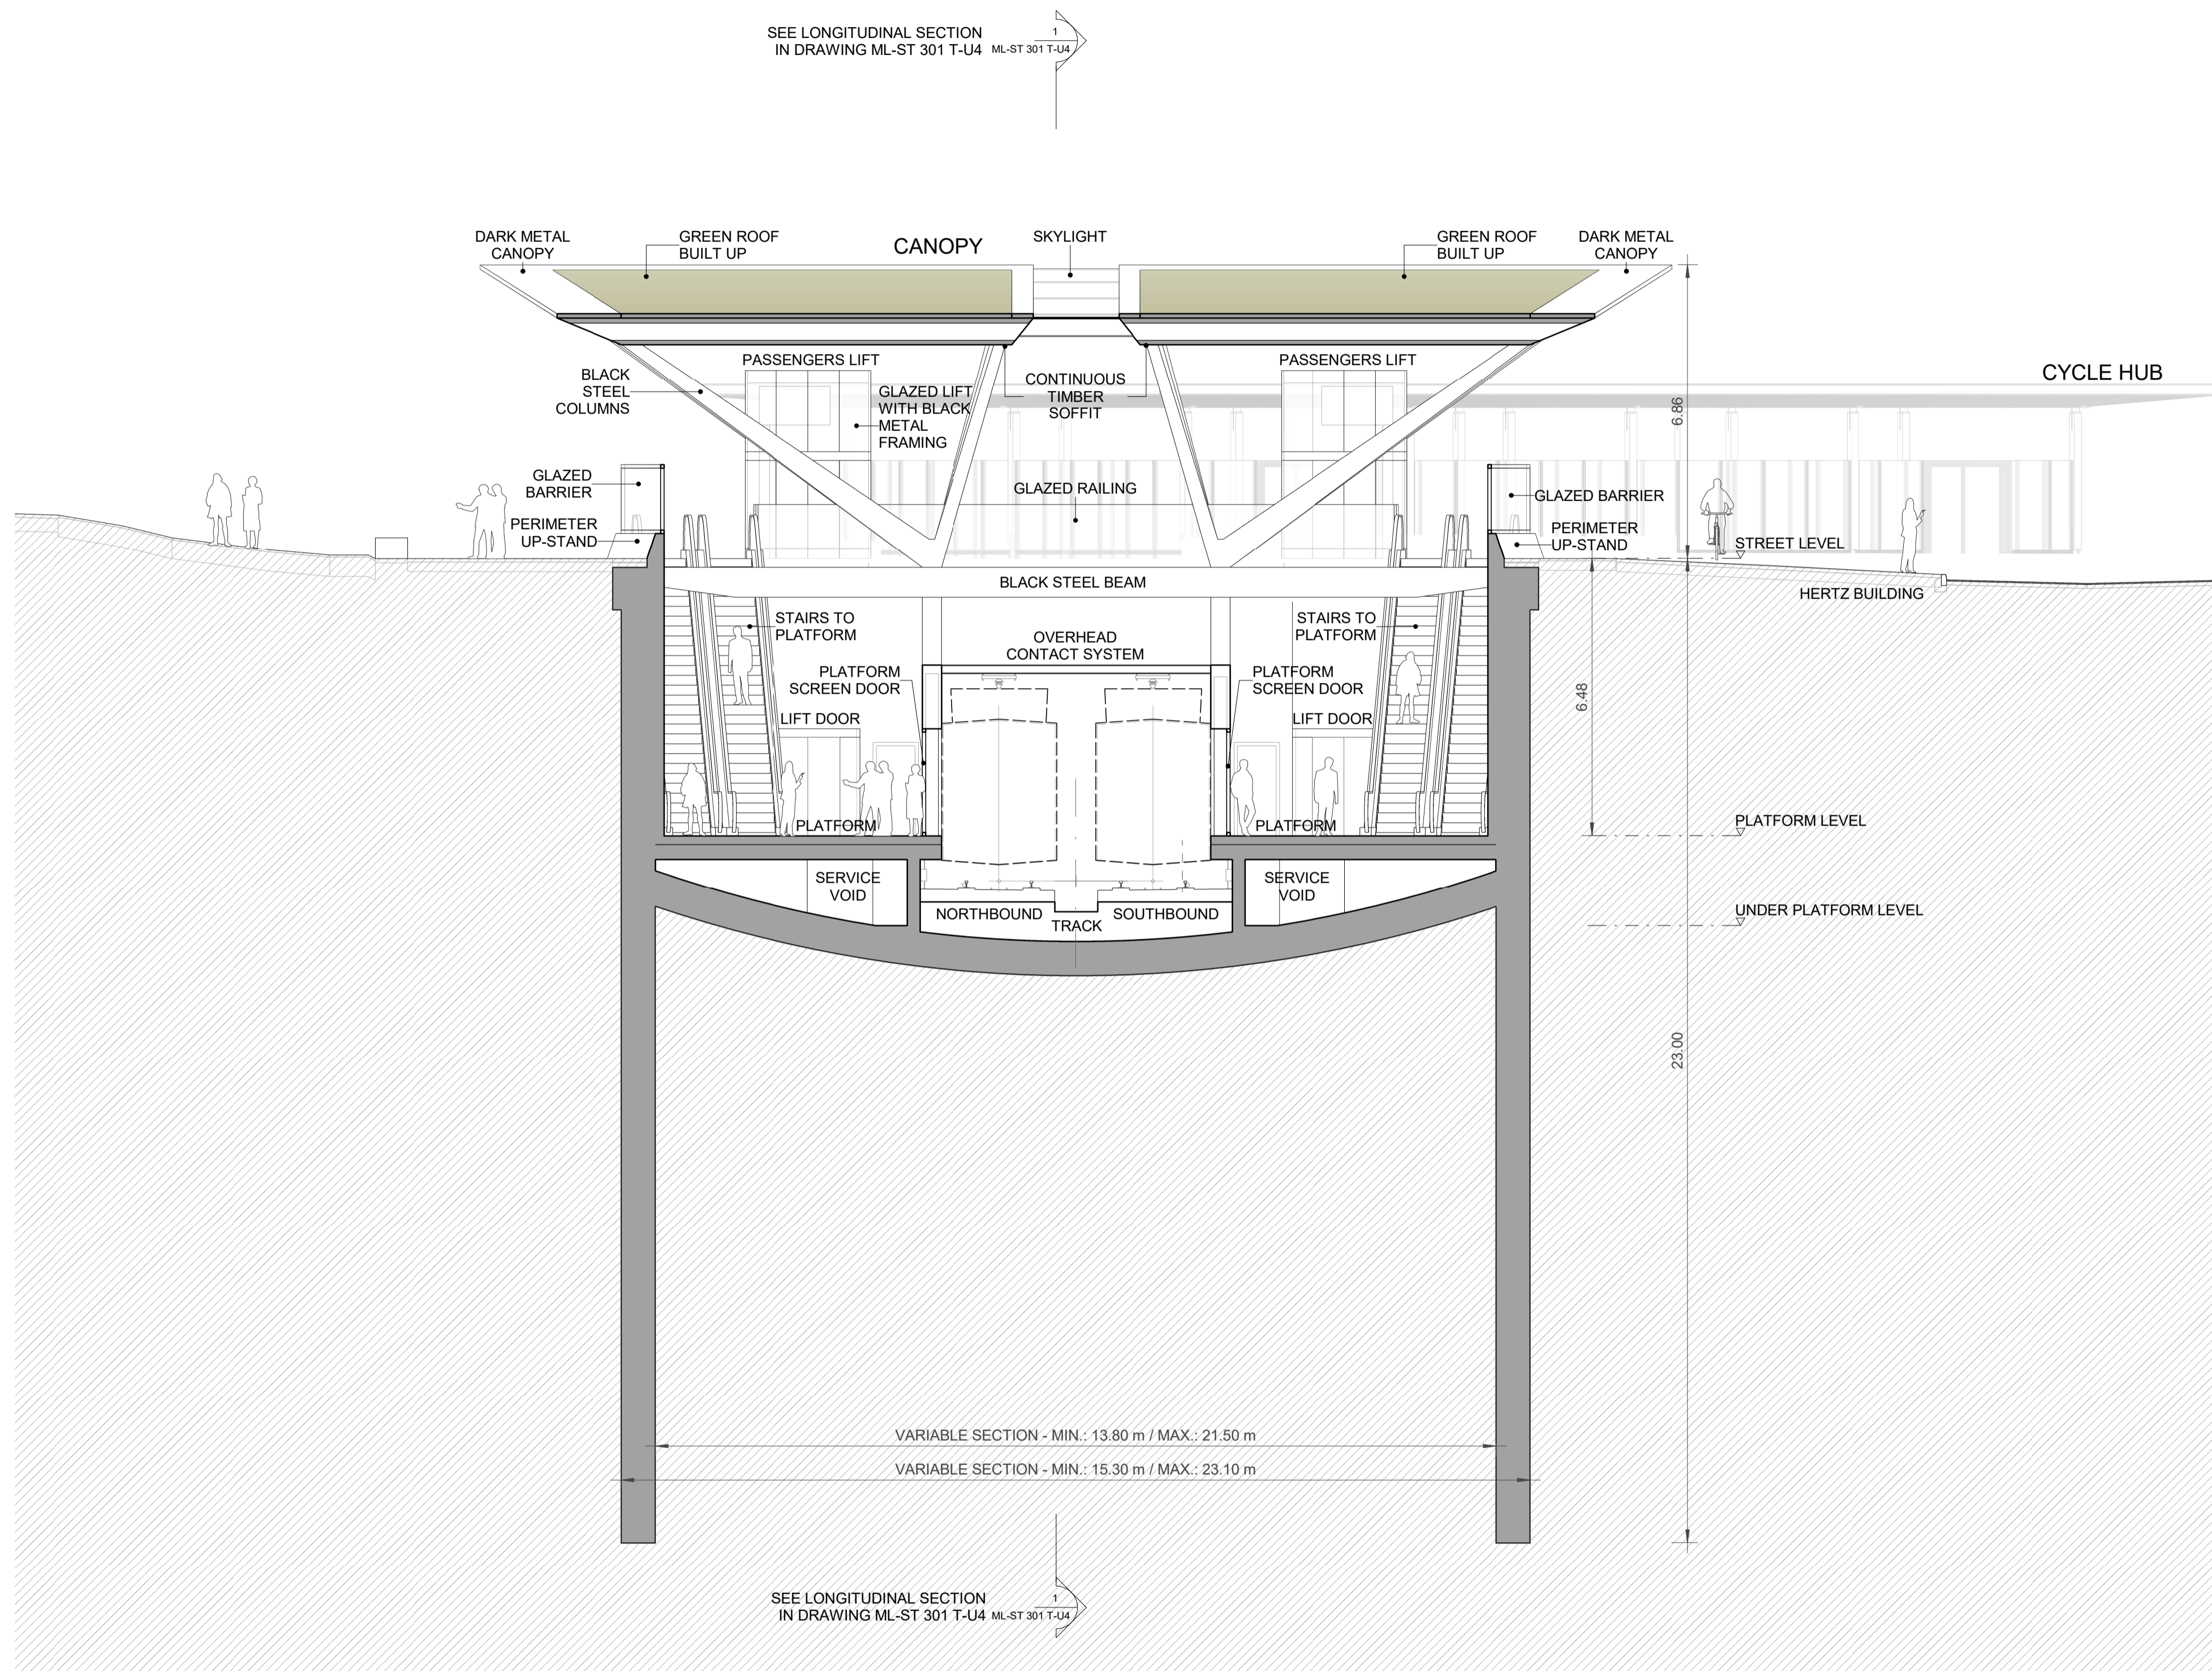 SEE LONGITUDINAL SECTION
IN DRAWING ML-ST 301 T-U4
1
ML-ST 301 T-U4
DARK METAL
CANOPY
GREEN ROOF
BUILT UP
CANOPY
SKYLIGHT
GREEN ROOF
BUILT UP
DARK METAL
CANOPY
PASSENGERS LIFT
PASSENGERS LIFT
CYCLE HUB
BLACK
STEEL
COLUMNS
GLAZED LIFT
WITH BLACK
METAL
FRAMING
CONTINUOUS
TIMBER
SOFFIT
6.86
GLAZED
BARRIER
GLAZED RAILING
GLAZED BARRIER
PERIMETER
UP-STAND
PERIMETER
UP-STAND
STREET LEVEL
BLACK STEEL BEAM
HERTZ BUILDING
STAIRS TO
PLATFORM
OVERHEAD
CONTACT SYSTEM
STAIRS TO
PLATFORM
PLATFORM
SCREEN DOOR
PLATFORM
SCREEN DOOR
6.48
LIFT DOOR
LIFT DOOR
PLATFORM
PLATFORM
PLATFORM LEVEL
SERVICE
VOID
SERVICE
VOID
NORTHBOUND
SOUTHBOUND
TRACK
UNDER PLATFORM LEVEL
23.00
VARIABLE SECTION - MIN.: 13.80 m / MAX.: 21.50 m
VARIABLE SECTION - MIN.: 15.30 m / MAX.: 23.10 m
SEE LONGITUDINAL SECTION
IN DRAWING ML-ST 301 T-U4
1
ML-ST 301 T-U4